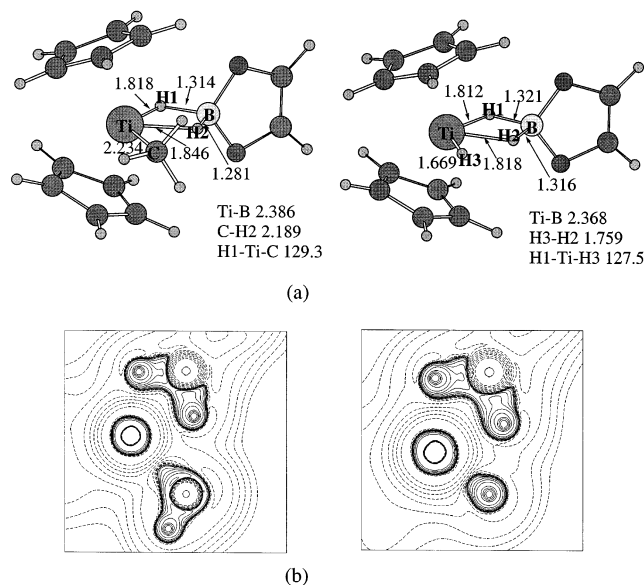 1.818
1.314
H1
B
Ti
H2
2.234
C
1.846
1.281
Ti-B 2.386
C-H2 2.189
H1-Ti-C 129.3
1.812
H1
1.321
B
Ti
H2
1.669
H3
1.818
1.316
Ti-B 2.368
H3-H2 1.759
H1-Ti-H3 127.5
(a)
(b)